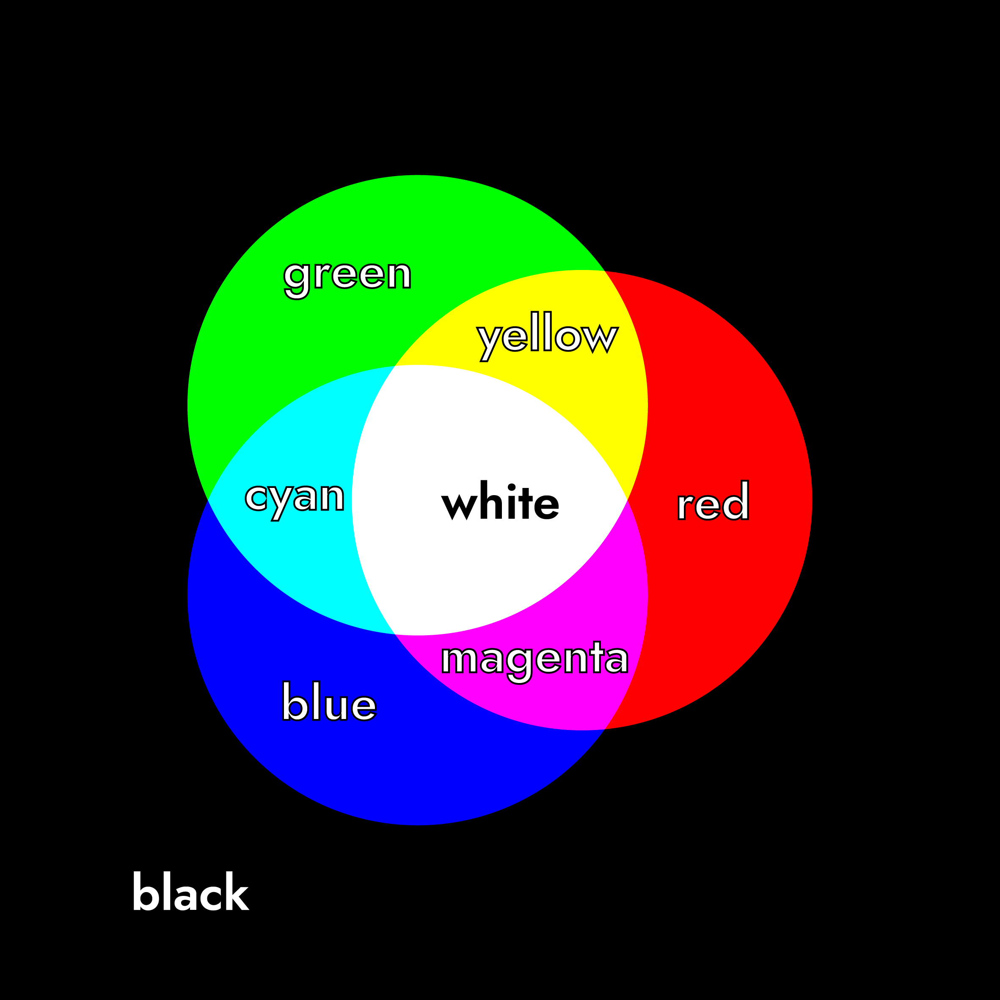 green
yellow
cyan
white
red
magenta
blue
black